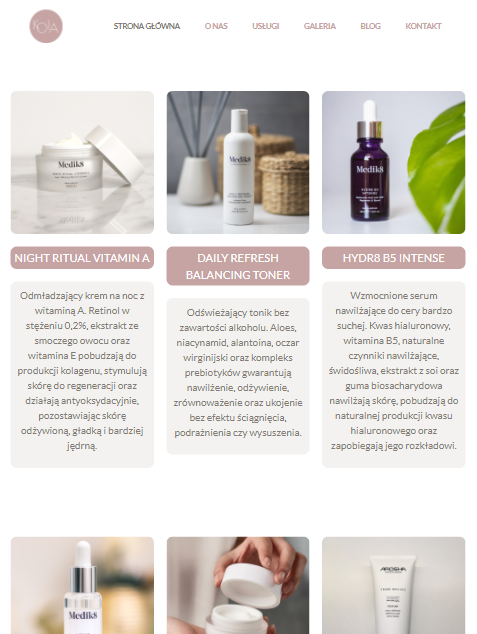 KOJA
STRONA GŁÓWNA
O NAS
USŁUGI
GALERIA
BLOG
KONTAKT
Medik8
Medik8
Medik8
HYDR8 B5
INTENSE
NIGHT RITUAL VITAMIN A
Odmładzający krem na noc z
witaminą A. Retinol w
stężeniu 0,2%, ekstrakt ze
smoczego owocu oraz
witamina E pobudzają do
produkcji kolagenu, stymulują
skórę do regeneracji oraz
działają antyoksydacyjnie,
pozostawiając skórę
odżywioną, gładką i bardziej
jędrną.
DAILY REFRESH
BALANCING TONER
Odświeżający tonik bez
zawartości alkoholu. Aloes,
niacynamid, alantoina, oczar
wirginijski oraz kompleks
prebiotyków gwarantują
nawilżenie, odżywienie,
zrównoważenie oraz ukojenie
bez efektu ściągnięcia,
podrażnienia czy wysuszenia.
HYDR8 B5 INTENSE
Wzmocnione serum
nawilżające do cery bardzo
suchej. Kwas hialuronowy,
witamina B5, naturalne
czynniki nawilżające,
świdośliwa, ekstrakt z soi oraz
guma biosacharydowa
nawilżają skórę, pobudzają do
naturalnej produkcji kwasu
hialuronowego oraz
zapobiegają jego rozkładowi.
Medik8
AROSHA